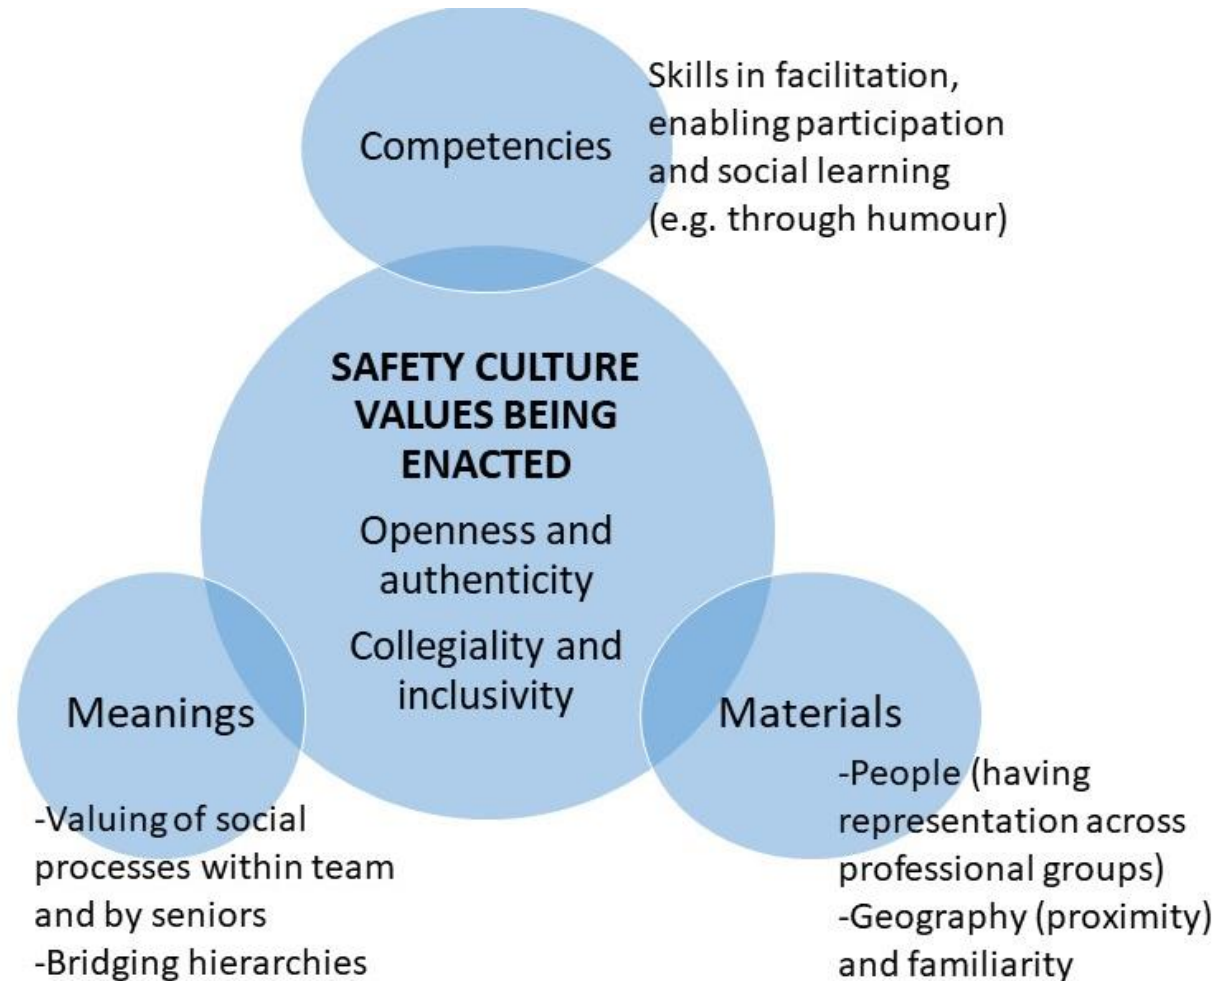 Competencies
Skills in facilitation,
enabling participation
and social learning
(e.g. through humour)
SAFETY CULTURE
VALUES BEING
ENACTED
Openness and
authenticity
Collegiality and
inclusivity
Meanings
-Valuing of social
processes within team
and by seniors
-Bridging hierarchies
Materials
-People (having
representation across
professional groups)
-Geography (proximity)
and familiarity